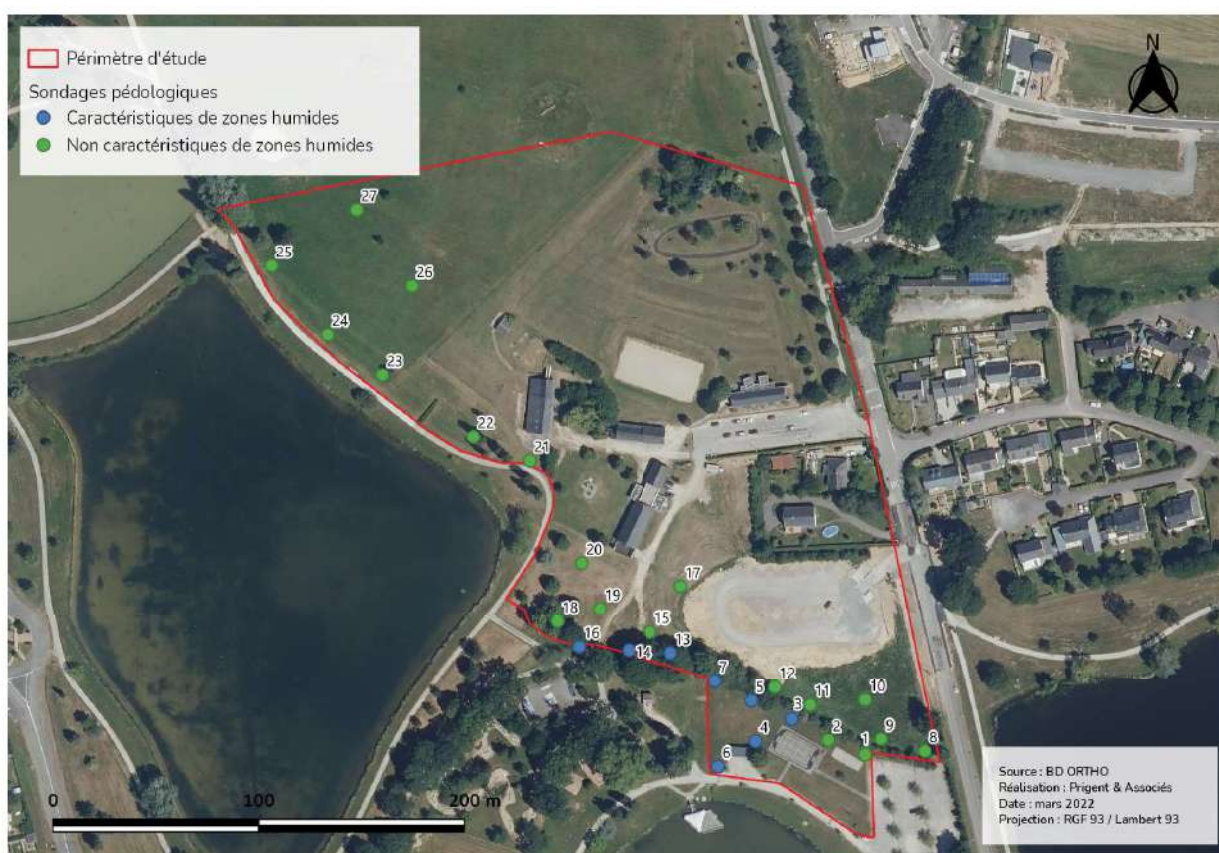 Périmètre d'étude
Sondages pédologiques
Caractéristiques de zones humides
Non caractéristiques de zones humides
N
27
25
26
24
23
22
21
20
17
19
18
15
16
14
13
7
12
5
11
10
3
4
2
9
8
1
6
0 100 200 m
Source : BD ORTHO
Réalisation : Prigent & Associés
Date : mars 2022
Projection : RGF 93 / Lambert 93